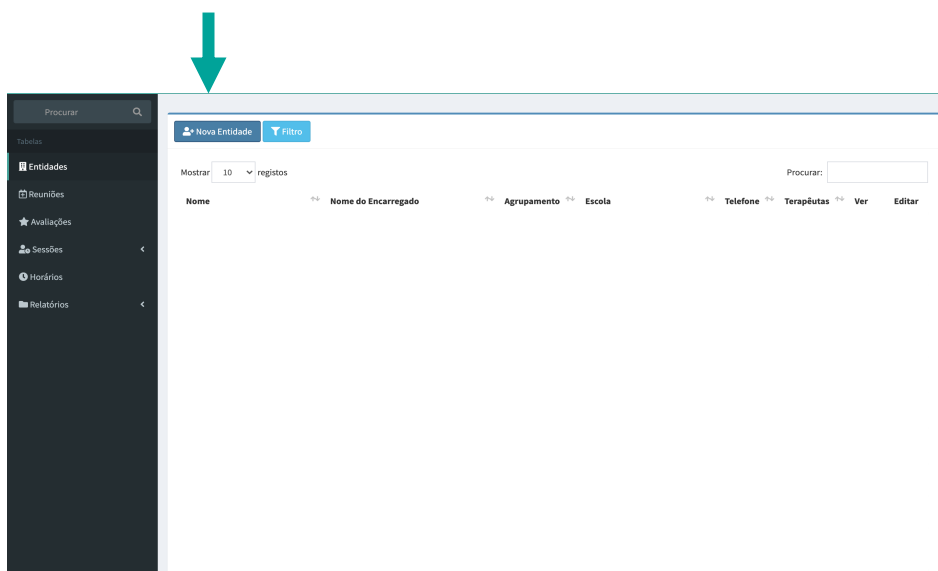 Procurar
Tabelas
Entidades
Reuniões
Avaliações
Sessões
Horários
Relatórios
Nova Entidade Filtro
Mostrar 10 registos Procurar:
Nome Nome do Encarregado Agrupamento Escola Telefone Terapêutas Ver Editar